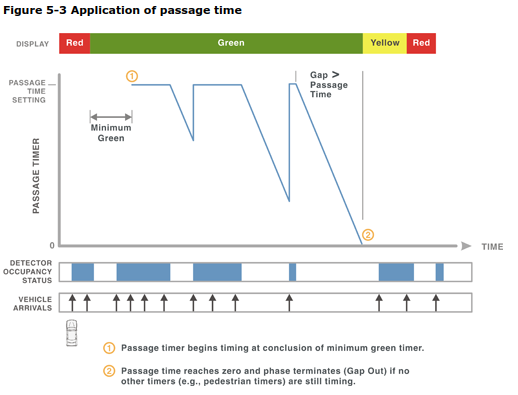 Figure 5-3 Application of passage time
DISPLAY
Red
Green
Yellow
Red
PASSAGE
TIME
SETTING
1
Gap >
Passage
Time
Minimum
Green
PASSAGE TIMER
2
0
TIME
DETECTOR
OCCUPANCY
STATUS
VEHICLE
ARRIVALS
1 Passage timer begins timing at conclusion of minimum green timer.
2 Passage time reaches zero and phase terminates (Gap Out) if no
other timers (e.g., pedestrian timers) are still timing.